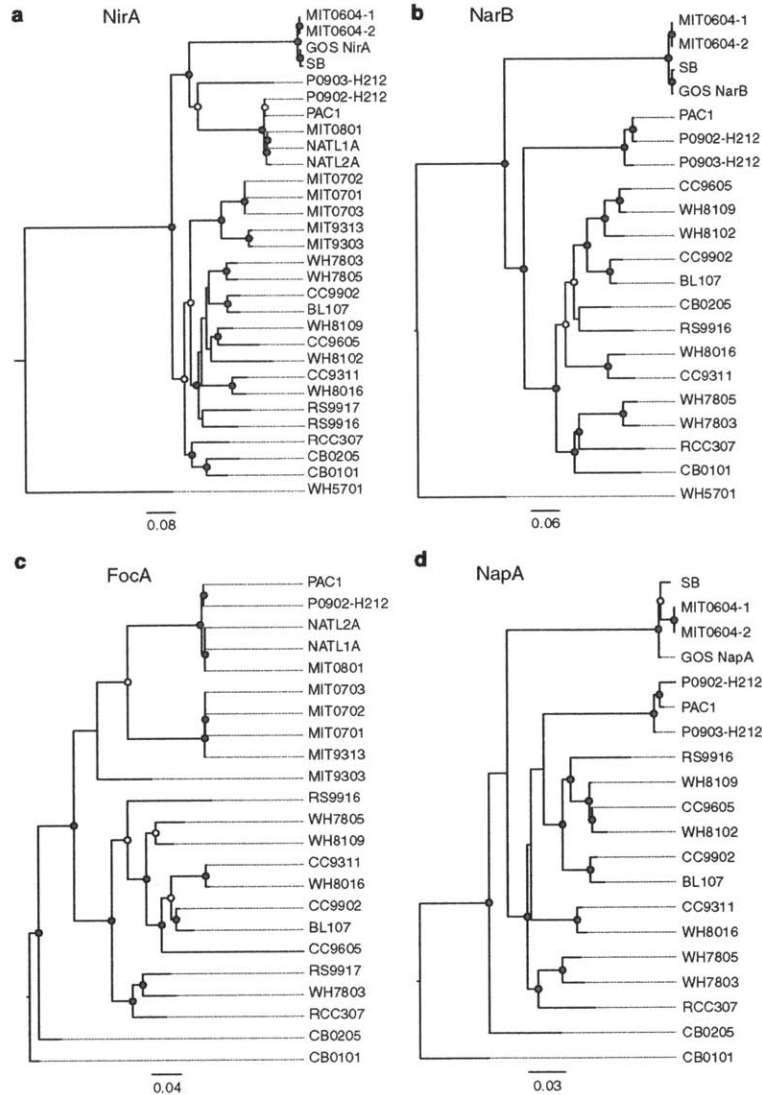 a NirA
MIT0604-1
MIT0604-2
GOS NirA
SB
P0903-H212
P0902-H212
PAC1
MIT0801
NATL1A
NATL2A
MIT0702
MIT0701
MIT0703
MIT9313
MIT9303
WH7803
WH7805
CC9902
BL107
WH8109
CC9605
WH8102
CC9311
WH8016
RS9917
RS9916
RCC307
CB0205
CB0101
WH5701
0.08
b NarB
MIT0604-1
MIT0604-2
SB
GOS NarB
PAC1
P0902-H212
P0903-H212
CC9605
WH8109
WH8102
CC9902
BL107
CB0205
RS9916
WH8016
CC9311
WH7805
WH7803
RCC307
CB0101
WH5701
0.06
c FocA
PAC1
P0902-H212
NATL2A
NATL1A
MIT0801
MIT0703
MIT0702
MIT0701
MIT9313
MIT9303
RS9916
WH7805
WH8109
CC9311
WH8016
CC9902
BL107
CC9605
RS9917
WH7803
RCC307
CB0205
CB0101
0.04
d NapA
SB
MIT0604-1
MIT0604-2
GOS NapA
P0902-H212
PAC1
P0903-H212
RS9916
WH8109
CC9605
WH8102
CC9902
BL107
CC9311
WH8016
WH7805
WH7803
RCC307
CB0205
CB0101
0.03